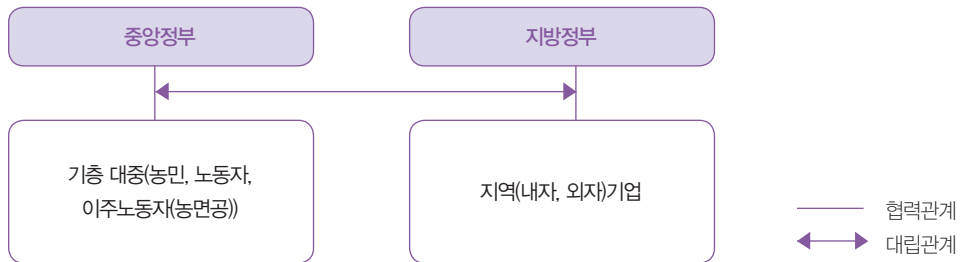 중앙정부
지방정부
기층 대중(농민, 노동자,
이주노동자(농면공))
지역(내자, 외자)기업
협력관계
대립관계